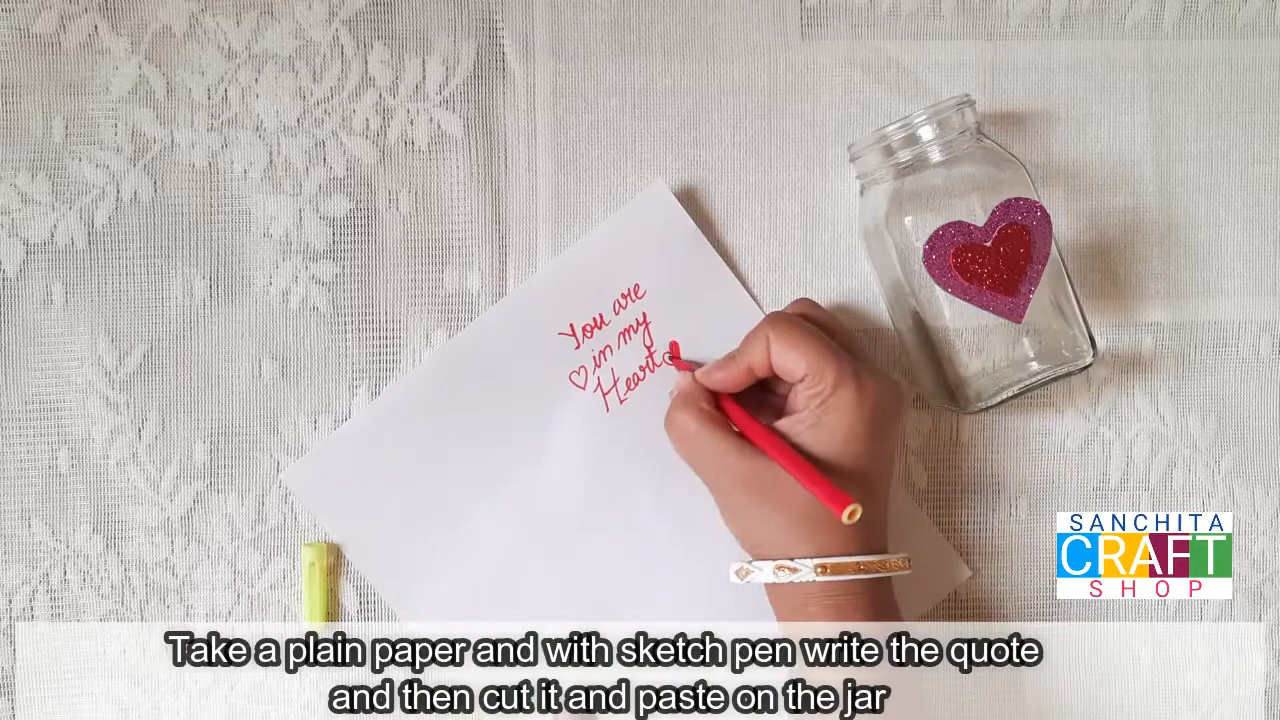 You are
in my
Heart
SANCHITA
CRAFT
SHOP
Take a plain paper and with sketch pen write the quote
and then cut it and paste on the jar